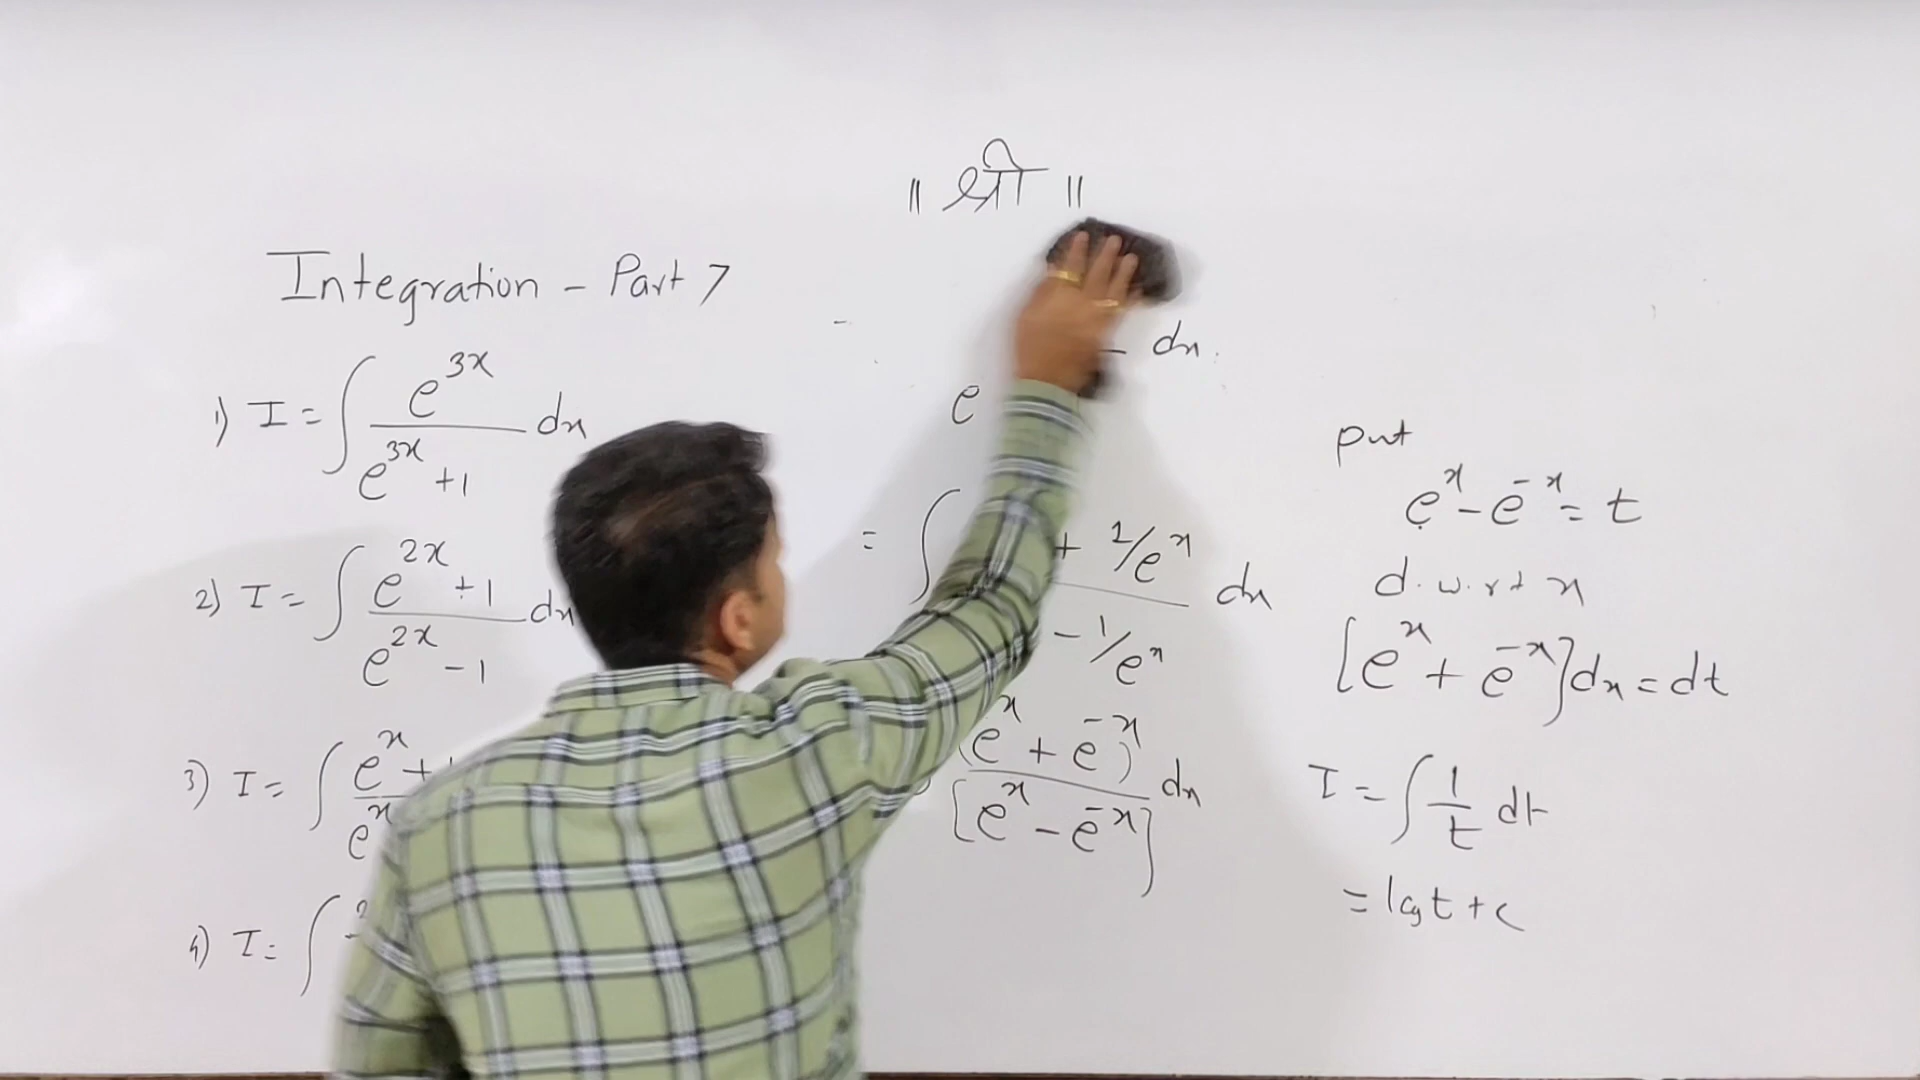 ॥ श्री ॥
Integration - Part 7
1) I = ∫ e^{3x} / (e^{3x} + 1) dx
2) I = ∫ (e^{2x} + 1) / (e^{2x} - 1) dx
3) I = ∫ e^x + / e^x
4) I = ∫ 2
dx
e
= ∫ + 1/e^x / - 1/e^x dx
(e^x + e^{-x}) / [e^x - e^{-x}] dx
put
e^x - e^{-x} = t
d. w. r. t x
[e^x + e^{-x}] dx = dt
I = ∫ 1/t dt
= log t + c